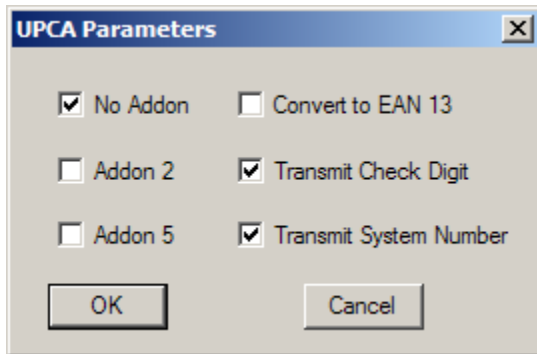 UPCA Parameters
No Addon
Convert to EAN 13
Addon 2
Transmit Check Digit
Addon 5
Transmit System Number
OK
Cancel